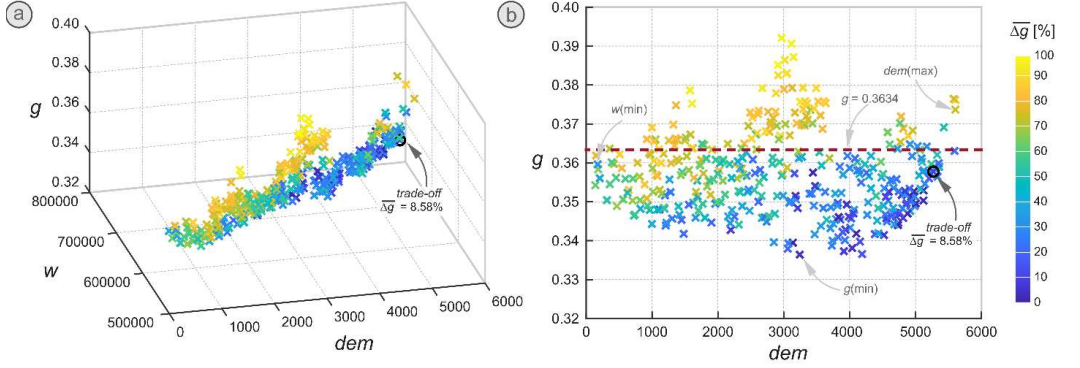 a
0.40
0.38
0.36
g
0.34
0.32
800000
700000
w
600000
500000
0
1000
2000
3000
4000
5000
6000
dem
trade-off
Δg = 8.58%
b
0.40
0.39
0.38
0.37
g
0.36
0.35
0.34
0.33
0.32
0
1000
2000
3000
4000
5000
6000
dem
w(min)
g = 0.3634
dem(max)
g(min)
trade-off
Δg = 8.58%
Δg [%]
100
90
80
70
60
50
40
30
20
10
0